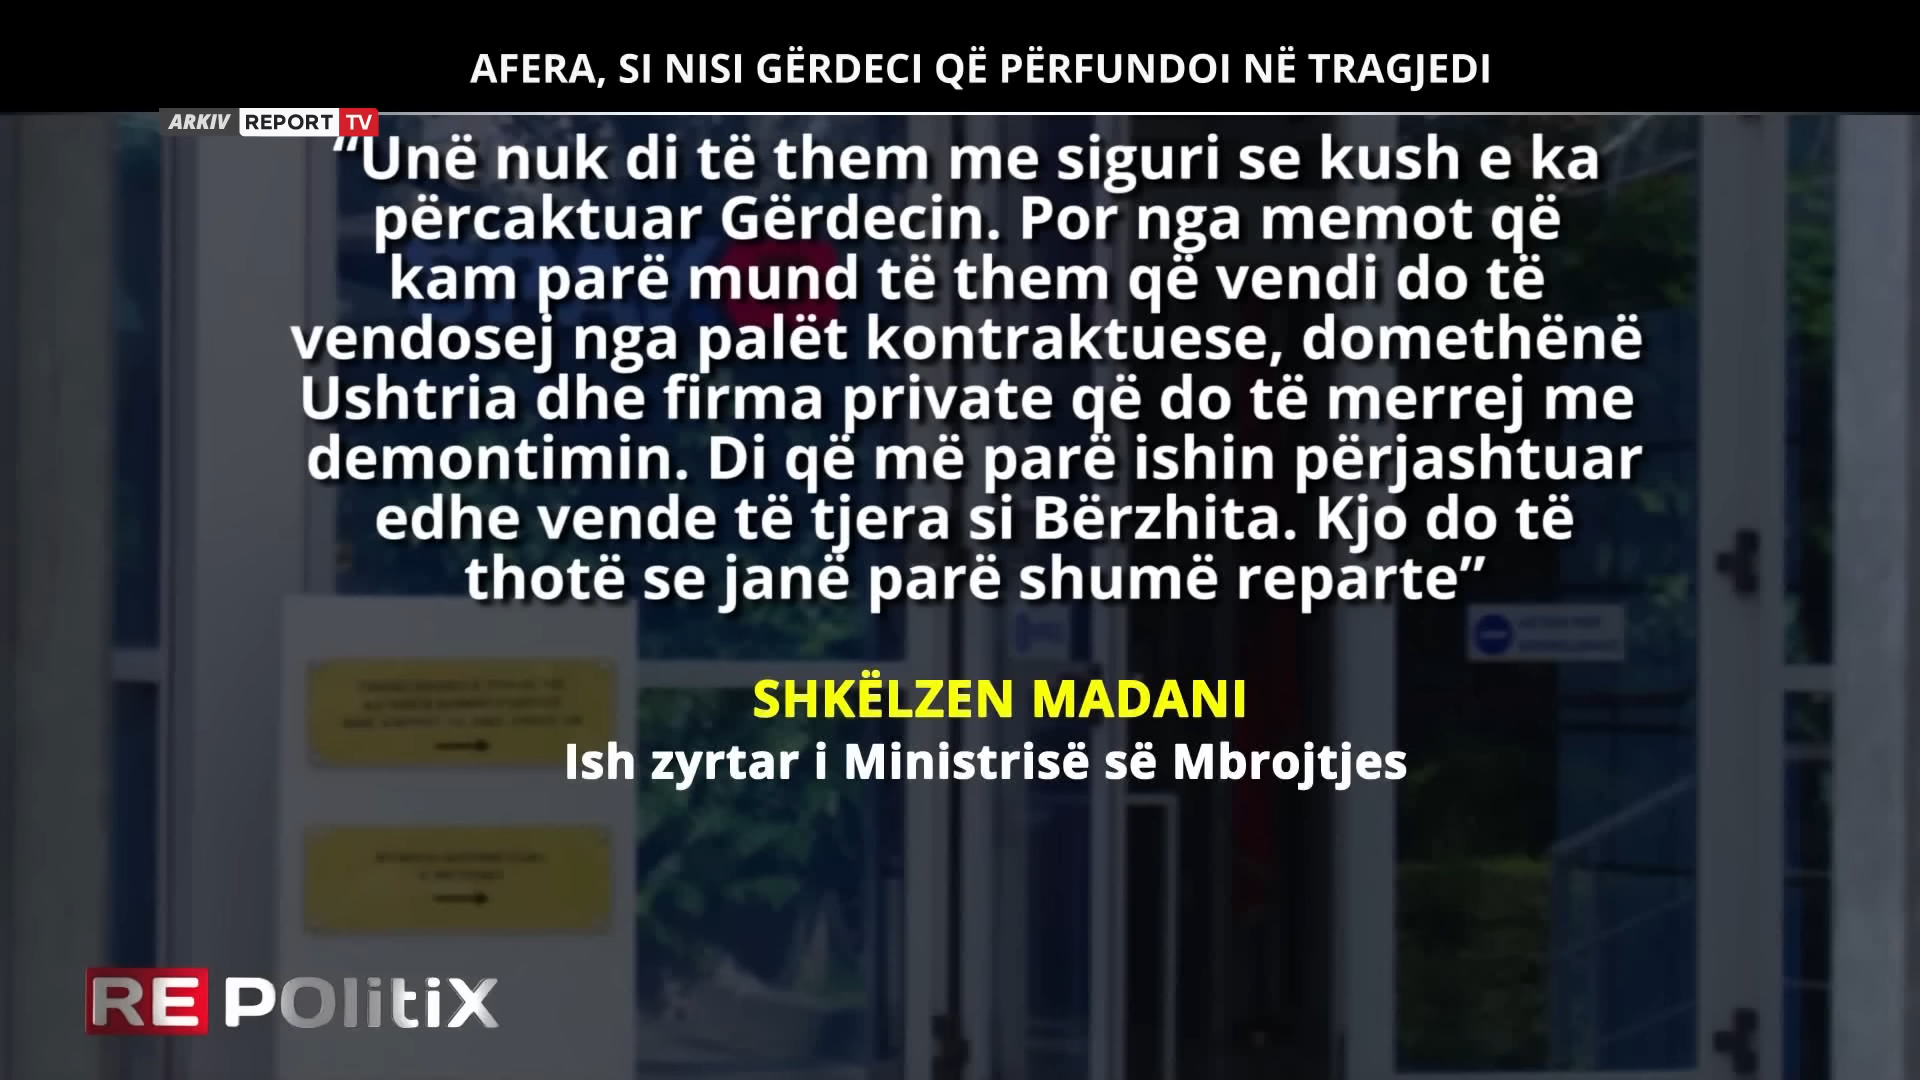 AFERA, SI NISI GËRDECI QË PËRFUNDOI NË TRAGJEDI
ARKIV REPORT TV
“Unë nuk di të them me siguri se kush e ka
përcaktuar Gërdecin. Por nga memot që
kam parë mund të them që vendi do të
vendosej nga palët kontraktuese, domethënë
Ushtria dhe firma private që do të merrej me
demontimin. Di që më parë ishin përjashtuar
edhe vende të tjera si Bërzhita. Kjo do të
thotë se janë parë shumë reparte”
SHKËLZEN MADANI
Ish zyrtar i Ministrisë së Mbrojtjes
RE POlitiX